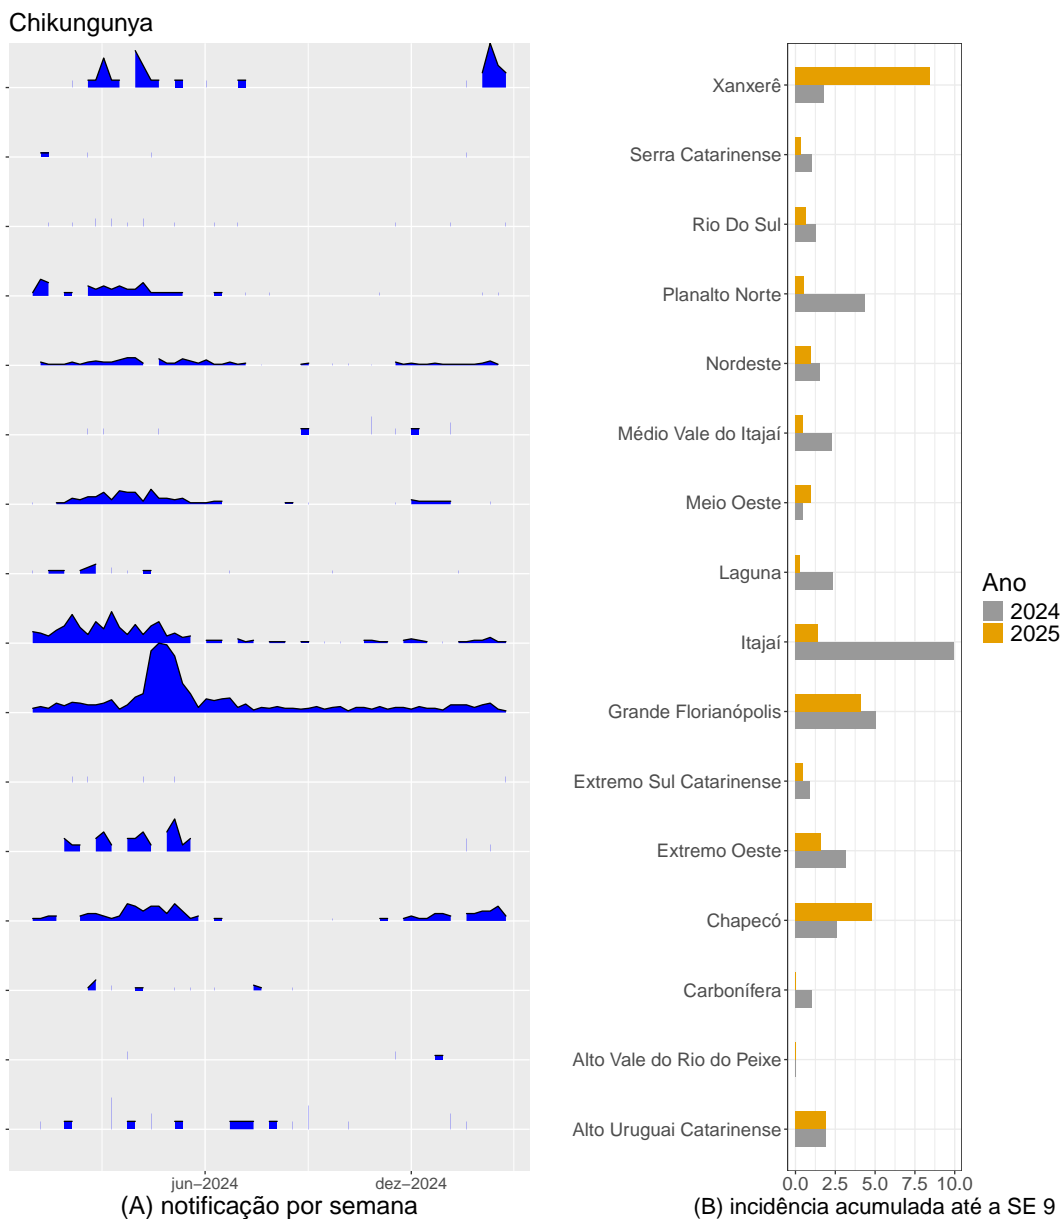 Chikungunya
Xanxerê
Serra Catarinense
Rio Do Sul
Planalto Norte
Nordeste
Médio Vale do Itajaí
Meio Oeste
Laguna
Itajaí
Grande Florianópolis
Extremo Sul Catarinense
Extremo Oeste
Chapecó
Carbonífera
Alto Vale do Rio do Peixe
Alto Uruguai Catarinense
Ano
2024
2025
jun−2024 dez−2024
0.0 2.5 5.0 7.5 10.0
(A) notificação por semana
(B) incidência acumulada até a SE 9